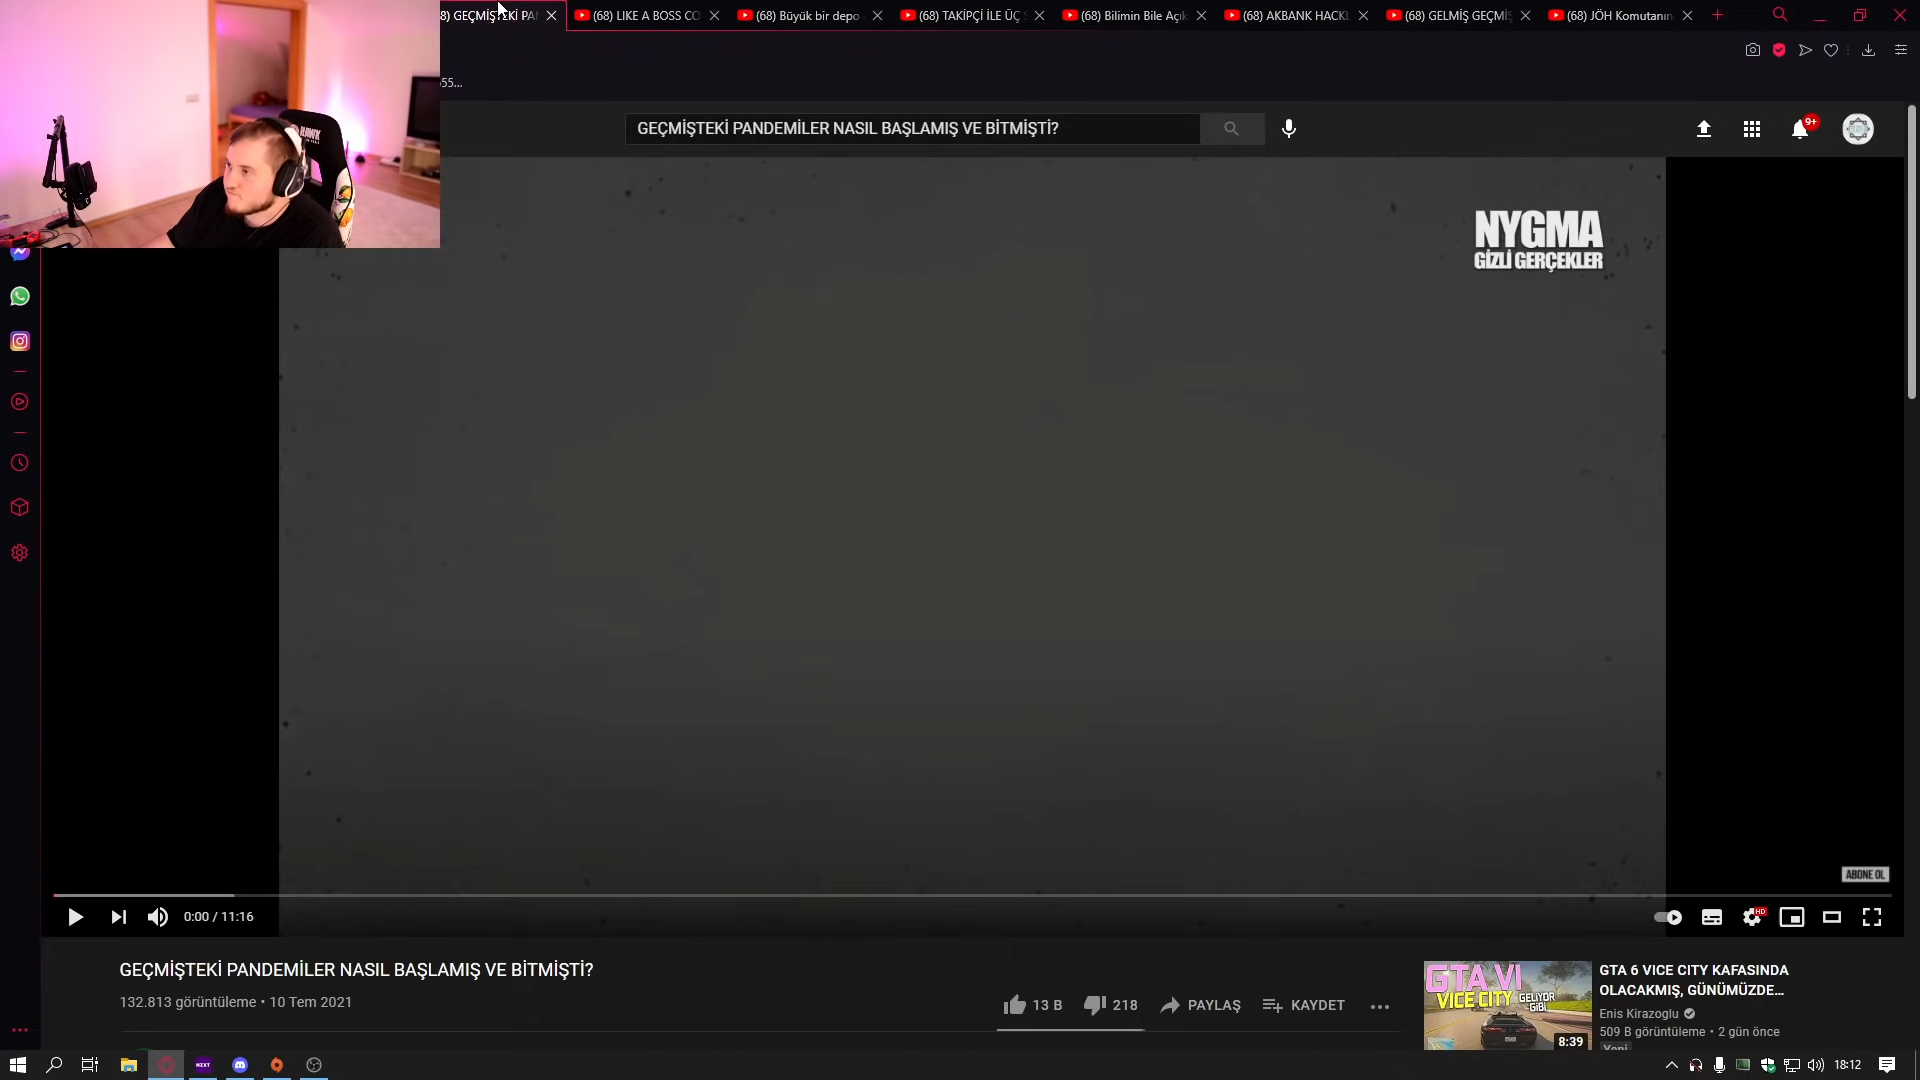 8) GEÇMİŞTEKİ PA
(68) LIKE A BOSS CO
(68) Büyük bir depo
(68) TAKİPÇİ İLE ÜÇ
(68) Bilimin Bile Açık
(68) AKBANK HACKL
(68) GELMİŞ GEÇMİŞ
(68) JÖH Komutanın
55...
GEÇMİŞTEKİ PANDEMİLER NASIL BAŞLAMIŞ VE BİTMİŞTİ?
9+
HAWK
NYGMA
GİZLİ GERÇEKLER
ABONE OL
0:00 / 11:16
HD
GEÇMİŞTEKİ PANDEMİLER NASIL BAŞLAMIŞ VE BİTMİŞTİ?
132.813 görüntüleme • 10 Tem 2021
13 B
218
PAYLAŞ
KAYDET
GTA VI
VICE CITY
GELIYOR
GİBİ
8:39
GTA 6 VICE CITY KAFASINDA
OLACAKMIŞ, GÜNÜMÜZDE...
Enis Kirazoglu
509 B görüntüleme • 2 gün önce
Yeni
NEXT
18:12